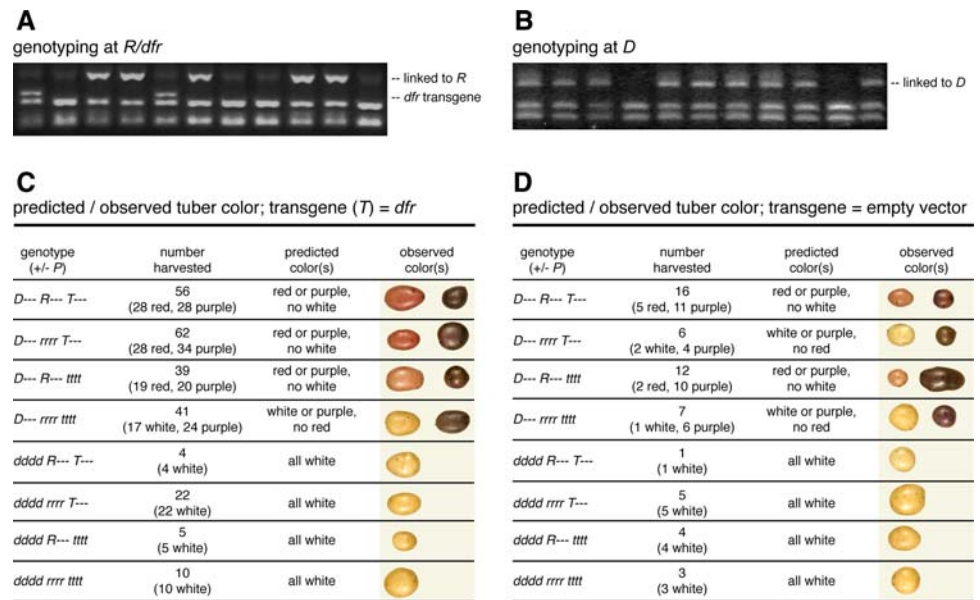 A
genotyping at R/dfr
-- linked to R
-- dfr transgene
B
genotyping at D
-- linked to D
C
predicted / observed tuber color; transgene (T) = dfr
genotype (+/- P)
number harvested
predicted color(s)
observed color(s)
D--- R--- T---
56
(28 red, 28 purple)
red or purple,
no white
D--- rrrr T---
62
(28 red, 34 purple)
red or purple,
no white
D--- R--- tttt
39
(19 red, 20 purple)
red or purple,
no white
D--- rrrr tttt
41
(17 white, 24 purple)
white or purple,
no red
dddd R--- T---
4
(4 white)
all white
dddd rrrr T---
22
(22 white)
all white
dddd R--- tttt
5
(5 white)
all white
dddd rrrr tttt
10
(10 white)
all white
D
predicted / observed tuber color; transgene = empty vector
genotype (+/- P)
number harvested
predicted color(s)
observed color(s)
D--- R--- T---
16
(5 red, 11 purple)
red or purple,
no white
D--- rrrr T---
6
(2 white, 4 purple)
white or purple,
no red
D--- R--- tttt
12
(2 red, 10 purple)
red or purple,
no white
D--- rrrr tttt
7
(1 white, 6 purple)
white or purple,
no red
dddd R--- T---
1
(1 white)
all white
dddd rrrr T---
5
(5 white)
all white
dddd R--- tttt
4
(4 white)
all white
dddd rrrr tttt
3
(3 white)
all white